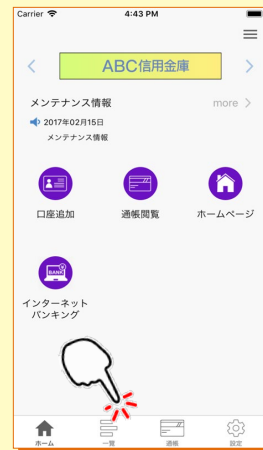 Carrier 4:43 PM
ABC信用金庫
メンテナンス情報 more
2017年02月15日
メンテナンス情報
口座追加 通帳閲覧 ホームページ
BANK
インターネット
バンキング
ホーム 一覧 通帳 設定